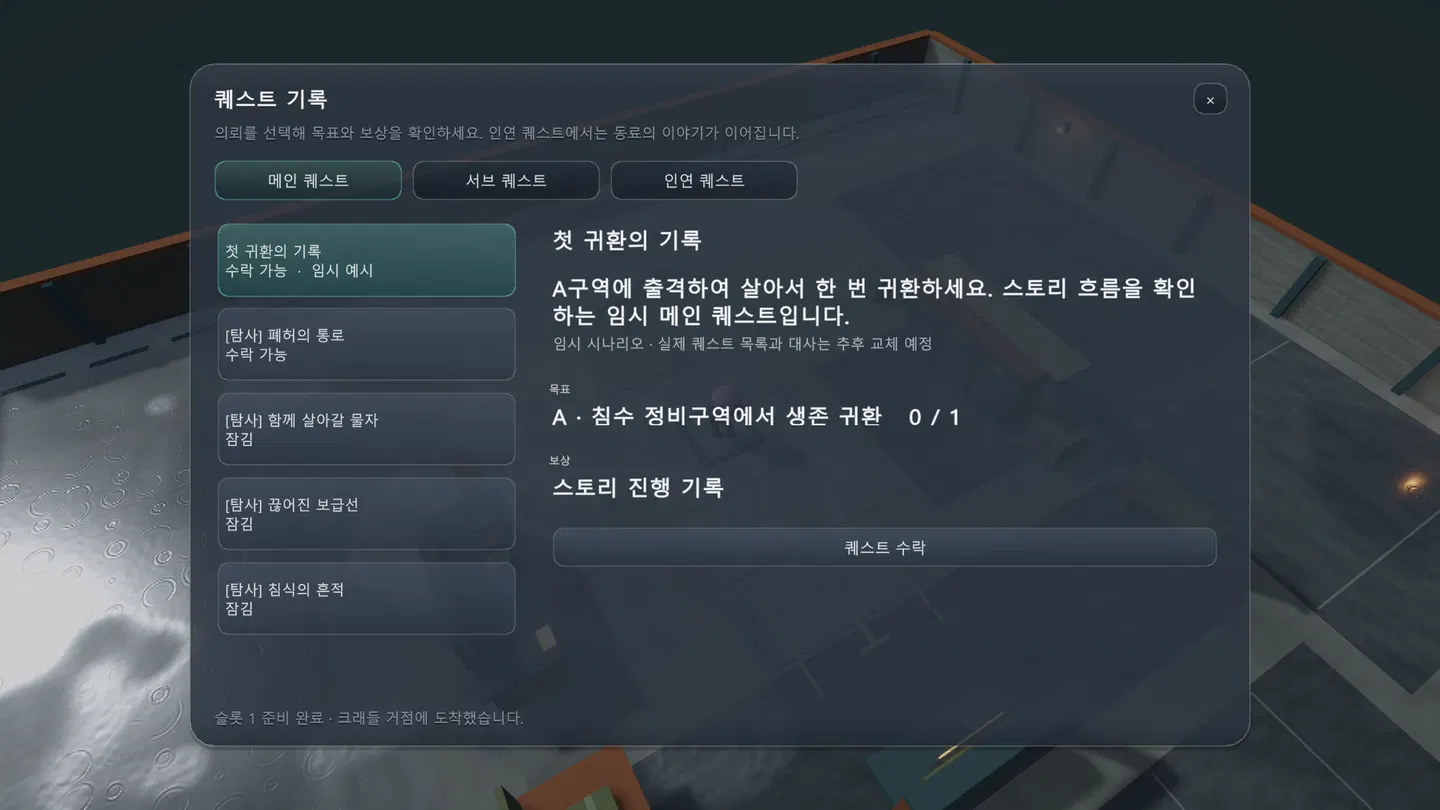 퀘스트 기록
×
의뢰를 선택해 목표와 보상을 확인하세요. 인연 퀘스트에서는 동료의 이야기가 이어집니다.
메인 퀘스트
서브 퀘스트
인연 퀘스트
첫 귀환의 기록
수락 가능 · 임시 예시
[탐사] 폐허의 통로
수락 가능
[탐사] 함께 살아갈 물자
잠김
[탐사] 끊어진 보급선
잠김
[탐사] 침식의 흔적
잠김
첫 귀환의 기록
A구역에 출격하여 살아서 한 번 귀환하세요. 스토리 흐름을 확인
하는 임시 메인 퀘스트입니다.
임시 시나리오 · 실제 퀘스트 목록과 대사는 추후 교체 예정
목표
A · 침수 정비구역에서 생존 귀환 0 / 1
보상
스토리 진행 기록
퀘스트 수락
슬롯 1 준비 완료 · 크래들 거점에 도착했습니다.